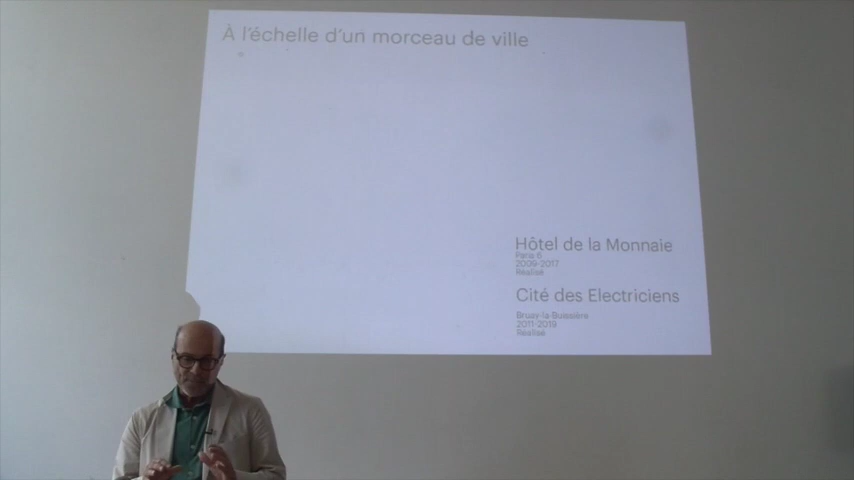 À l'échelle d'un morceau de ville
Hôtel de la Monnaie
Paris 6
2009-2017
Réalisé
Cité des Electriciens
Bruay-la-Buissière
2011-2019
Réalisé